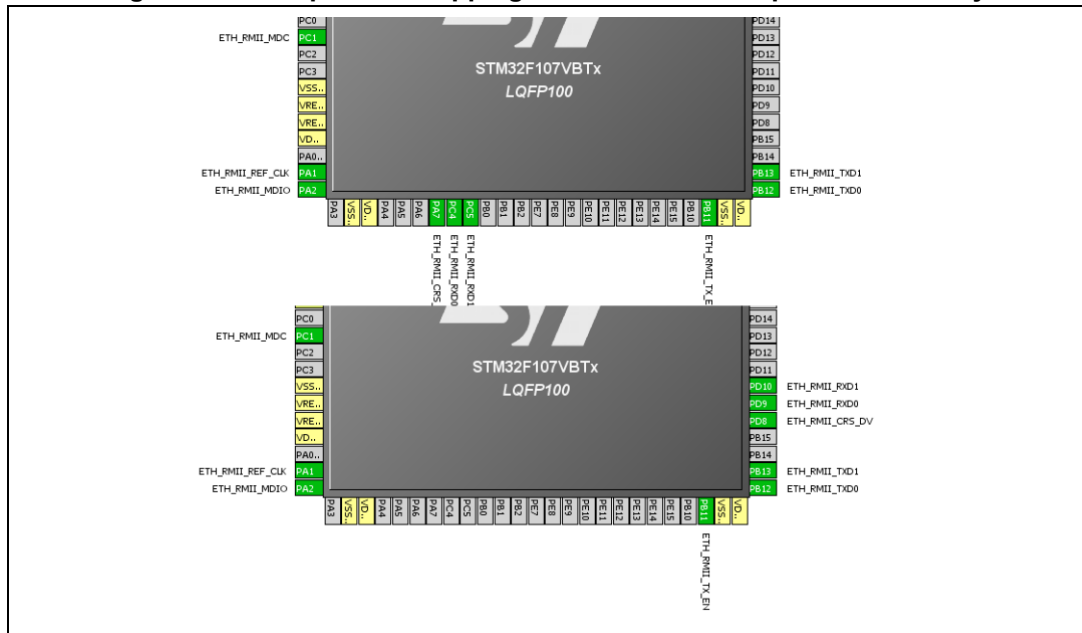 PC0
PC1
PC2
PC3
VSS..
VRE..
VRE..
VD..
PA0..
PA1
PA2
ETH_RMII_MDC
ETH_RMII_REF_CLK
ETH_RMII_MDIO
STM32F107VBTx
LQFP100
PD14
PD13
PD12
PD11
PD10
PD9
PD8
PB15
PB14
PB13
PB12
ETH_RMII_TXD1
ETH_RMII_TXD0
PA3
VSS..
VD..
PA4
PA5
PA6
PA7
PC4
PC5
PB0
PB1
PB2
PE7
PE8
PE9
PE10
PE11
PE12
PE13
PE14
PE15
PB10
PB11
VSS..
VD..
ETH_RMII_CRS_
ETH_RMII_RXD0
ETH_RMII_RXD1
ETH_RMII_TX_E
PC0
PC1
PC2
PC3
VSS..
VRE..
VRE..
VD..
PA0..
PA1
PA2
ETH_RMII_MDC
ETH_RMII_REF_CLK
ETH_RMII_MDIO
STM32F107VBTx
LQFP100
PD14
PD13
PD12
PD11
PD10
PD9
PD8
PB15
PB14
PB13
PB12
ETH_RMII_RXD1
ETH_RMII_RXD0
ETH_RMII_CRS_DV
ETH_RMII_TXD1
ETH_RMII_TXD0
PA3
VSS..
VD..
PA4
PA5
PA6
PA7
PC4
PC5
PB0
PB1
PB2
PE7
PE8
PE9
PE10
PE11
PE12
PE13
PE14
PE15
PB10
PB11
VSS..
VD..
ETH_RMII_TX_EN